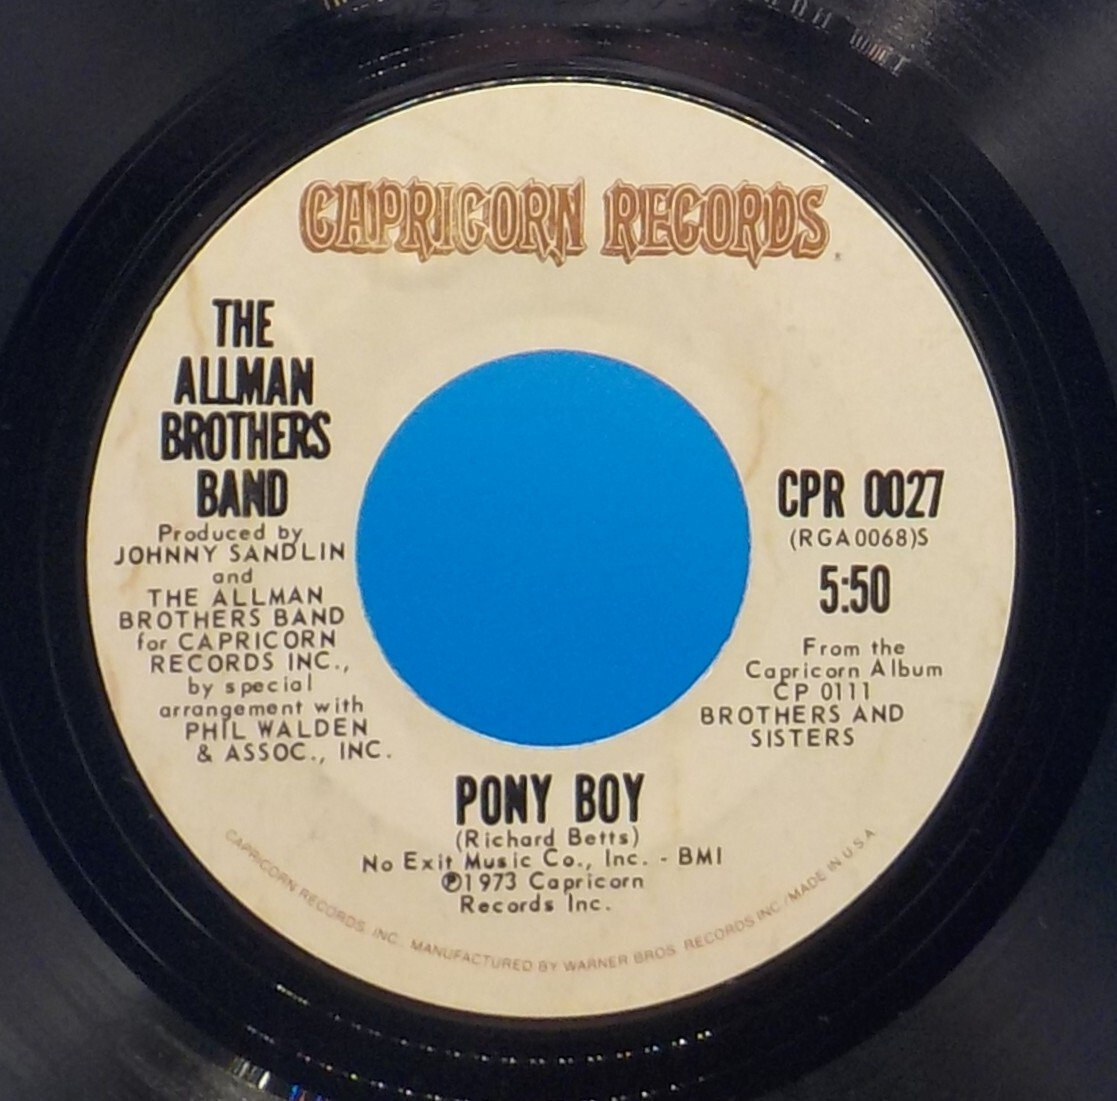 CAPRICORN RECORDS
THE
ALLMAN
BROTHERS
BAND
Produced by
JOHNNY SANDLIN
and
THE ALLMAN
BROTHERS BAND
for CAPRICORN
RECORDS INC.,
by special
arrangement with
PHIL WALDEN
& ASSOC., INC.
CPR 0027
(RGA0068)S
5:50
From the
Capricorn Album
CP 0111
BROTHERS AND
SISTERS
PONY BOY
(Richard Betts)
No Exit Music Co., Inc. - BMI
℗1973 Capricorn
Records Inc.
CAPRICORN RECORDS, INC. MANUFACTURED BY WARNER BROS. RECORDS INC./MADE IN U.S.A.